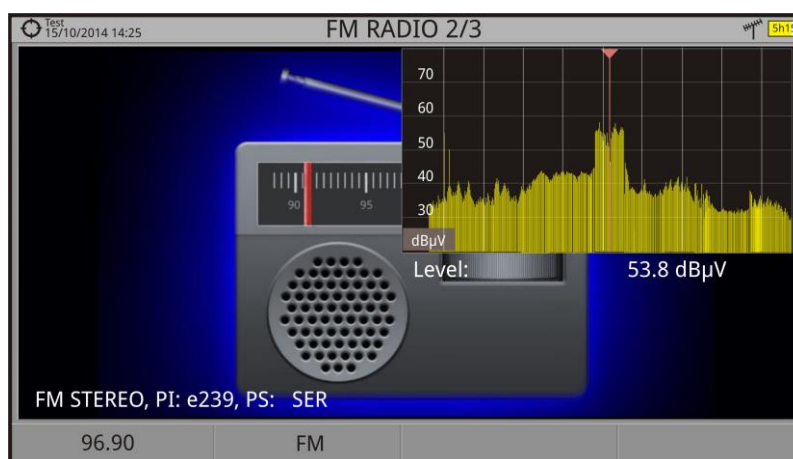 Test
15/10/2014 14:25
FM RADIO 2/3
5h15
70
60
50
40
30
dBµV
90 95
Level: 53.8 dBµV
FM STEREO, PI: e239, PS: SER
96.90 FM